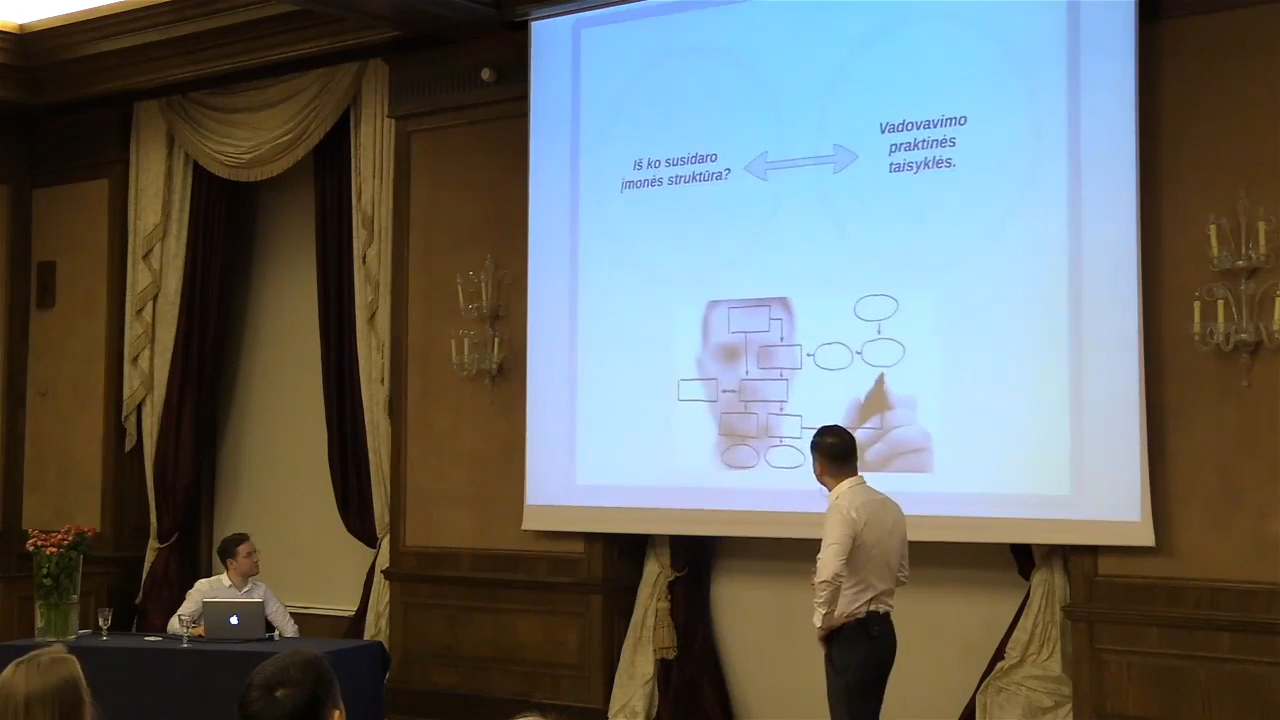 Iš ko susidaro
įmonės struktūra?
Vadovavimo
praktinės
taisyklės.